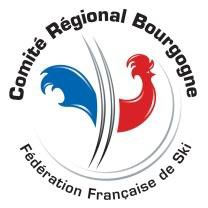 Comité Régional Bourgogne
Fédération Française de Ski